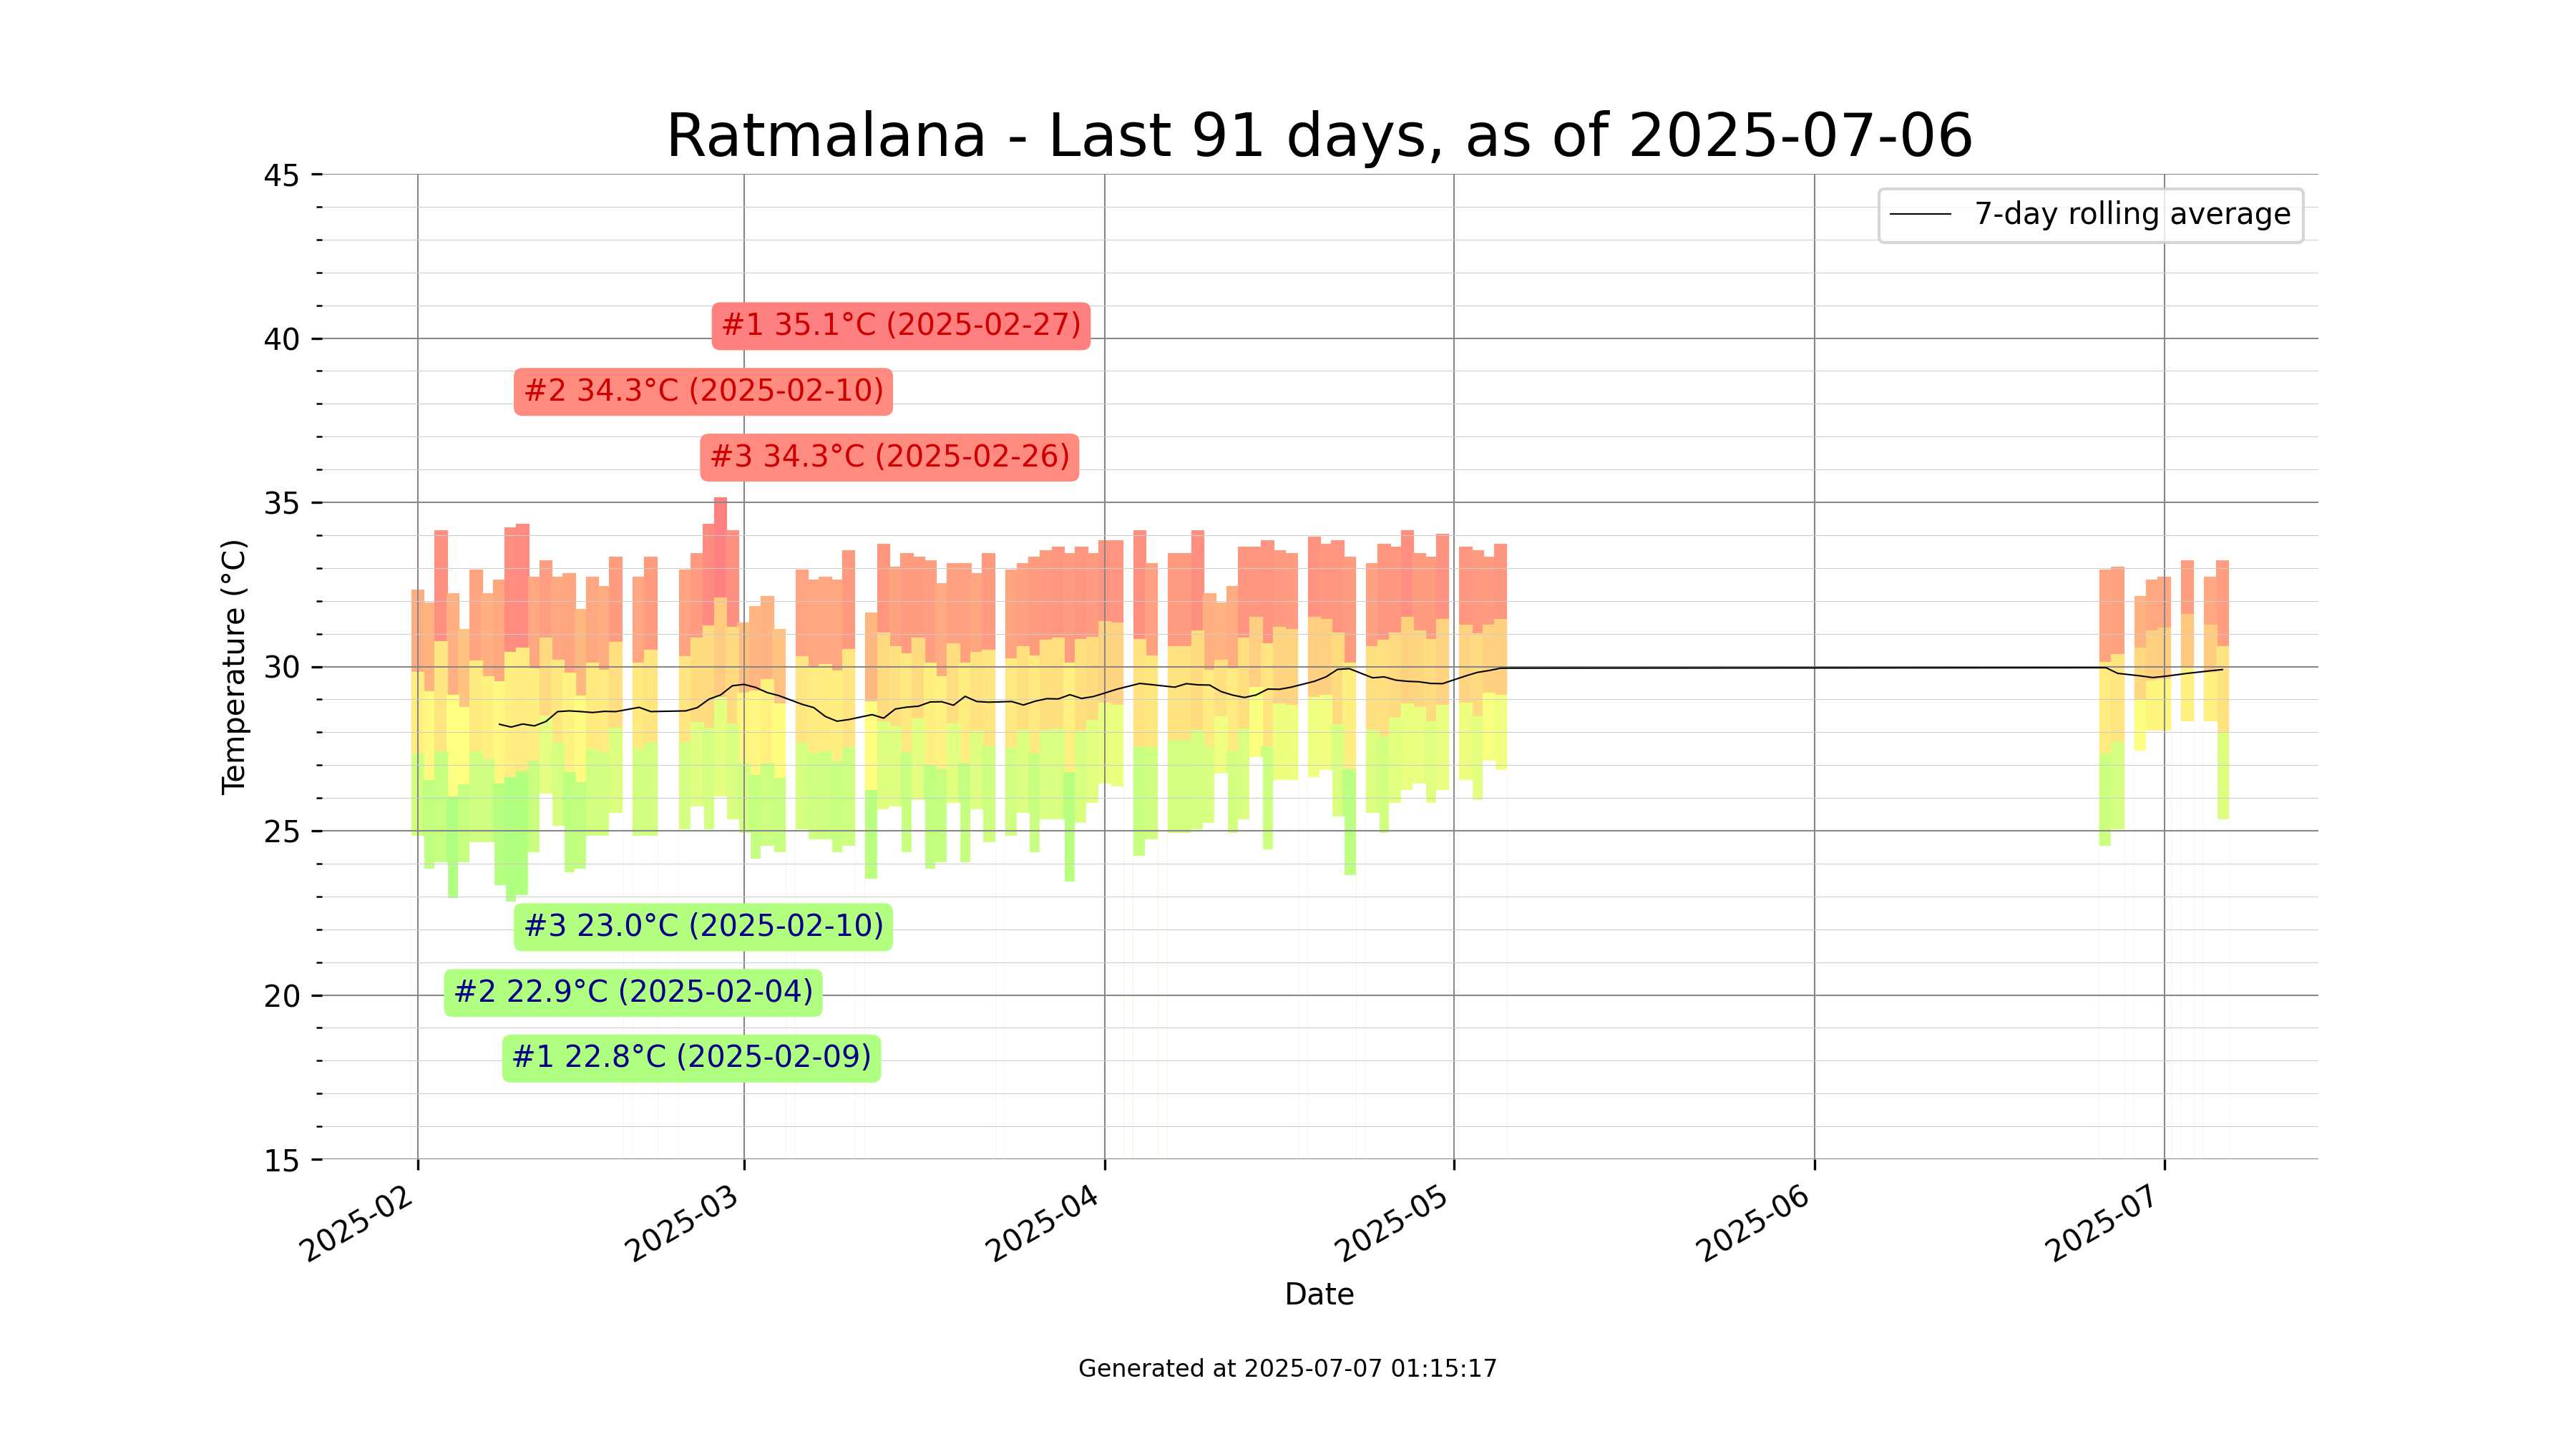 Ratmalana - Last 91 days, as of 2025-07-06
45
7-day rolling average
#1 35.1°C (2025-02-27)
40
#2 34.3°C (2025-02-10)
#3 34.3°C (2025-02-26)
35
Temperature (°C)
30
25
#3 23.0°C (2025-02-10)
#2 22.9°C (2025-02-04)
20
#1 22.8°C (2025-02-09)
15
2025-02
2025-03
2025-04
2025-05
2025-06
2025-07
Date
Generated at 2025-07-07 01:15:17